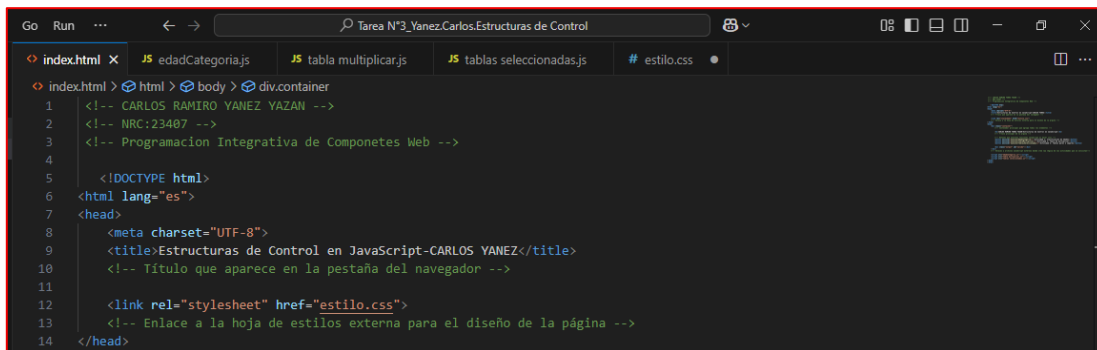 Go Run ··· ← → Tarea N°3_Yanez.Carlos.Estructuras de Control
index.html × JS edadCategoria.js JS tabla multiplicar.js JS tablas seleccionadas.js # estilo.css ● ···
index.html > html > body > div.container
1 <!-- CARLOS RAMIRO YANEZ YAZAN -->
2 <!-- NRC:23407 -->
3 <!-- Programacion Integrativa de Componetes Web -->
4
5 <!DOCTYPE html>
6 <html lang="es">
7 <head>
8 <meta charset="UTF-8">
9 <title>Estructuras de Control en JavaScript-CARLOS YANEZ</title>
10 <!-- Título que aparece en la pestaña del navegador -->
11
12 <link rel="stylesheet" href="estilo.css">
13 <!-- Enlace a la hoja de estilos externa para el diseño de la página -->
14 </head>